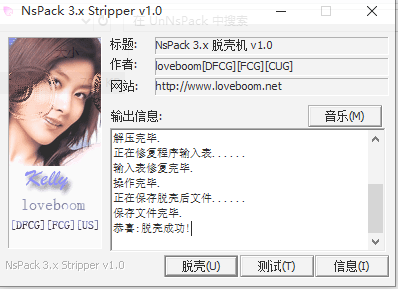 NsPack 3.x Stripper v1.0
在 UnNsPack 中搜索
标题:
NsPack 3.x 脱壳机 v1.0
作者:
loveboom[DFCG][FCG][CUG]
网站:
http://www.loveboom.net
输出信息:
音乐(M)
解压完毕.
正在修复程序输入表......
输入表修复完毕.
操作完毕.
正在保存脱壳后文件......
保存文件完毕.
恭喜:脱壳成功!
Kelly
loveboom
[DFCG][FCG][US]
NsPack 3.x Stripper v1.0
脱壳(U)
测试(T)
信息(I)